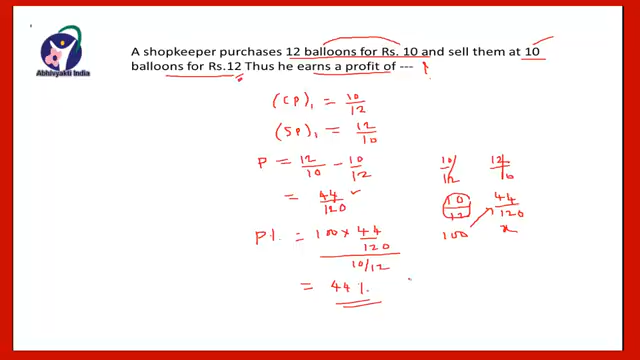 Abhivyakti India
A shopkeeper purchases 12 balloons for Rs. 10 and sell them at 10
balloons for Rs.12 Thus he earns a profit of ---
(CP)₁ = 10/12
(SP)₁ = 12/10
P = 12/10 - 10/12
= 44/120
P%. = 100 × 44/120
10/12
= 44%.
10/12 12/10
10/12 44/120
100 x